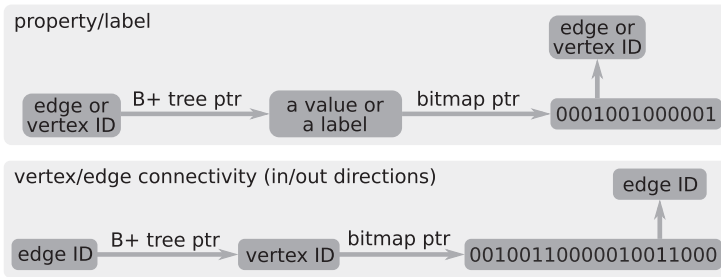 property/label
edge or
vertex ID
edge or
vertex ID
B+ tree ptr
a value or
a label
bitmap ptr
0001001000001
vertex/edge connectivity (in/out directions)
edge ID
edge ID
B+ tree ptr
vertex ID
bitmap ptr
00100110000010011000